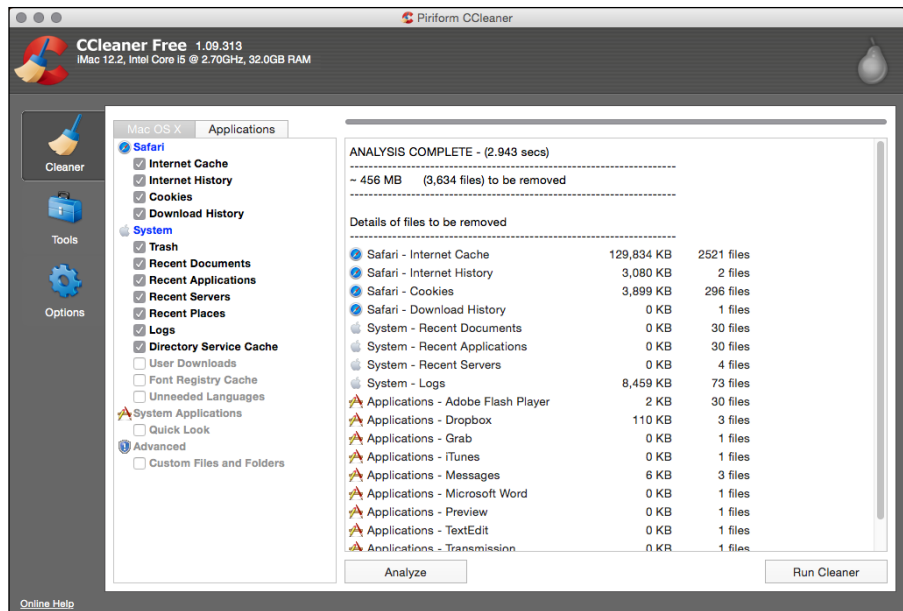 Piriform CCleaner
CCleaner Free 1.09.313
iMac 12.2, Intel Core i5 @ 2.70GHz, 32.0GB RAM
Cleaner
Tools
Options
Online Help
Mac OS X Applications
Safari
Internet Cache
Internet History
Cookies
Download History
System
Trash
Recent Documents
Recent Applications
Recent Servers
Recent Places
Logs
Directory Service Cache
User Downloads
Font Registry Cache
Unneeded Languages
System Applications
Quick Look
Advanced
Custom Files and Folders
ANALYSIS COMPLETE - (2.943 secs)
~ 456 MB (3,634 files) to be removed
Details of files to be removed
Safari - Internet Cache 129,834 KB 2521 files
Safari - Internet History 3,080 KB 2 files
Safari - Cookies 3,899 KB 296 files
Safari - Download History 0 KB 1 files
System - Recent Documents 0 KB 30 files
System - Recent Applications 0 KB 30 files
System - Recent Servers 0 KB 4 files
System - Logs 8,459 KB 73 files
Applications - Adobe Flash Player 2 KB 30 files
Applications - Dropbox 110 KB 3 files
Applications - Grab 0 KB 1 files
Applications - iTunes 0 KB 1 files
Applications - Messages 6 KB 3 files
Applications - Microsoft Word 0 KB 1 files
Applications - Preview 0 KB 1 files
Applications - TextEdit 0 KB 1 files
Applications - Transmission 0 KB 1 files
Analyze
Run Cleaner